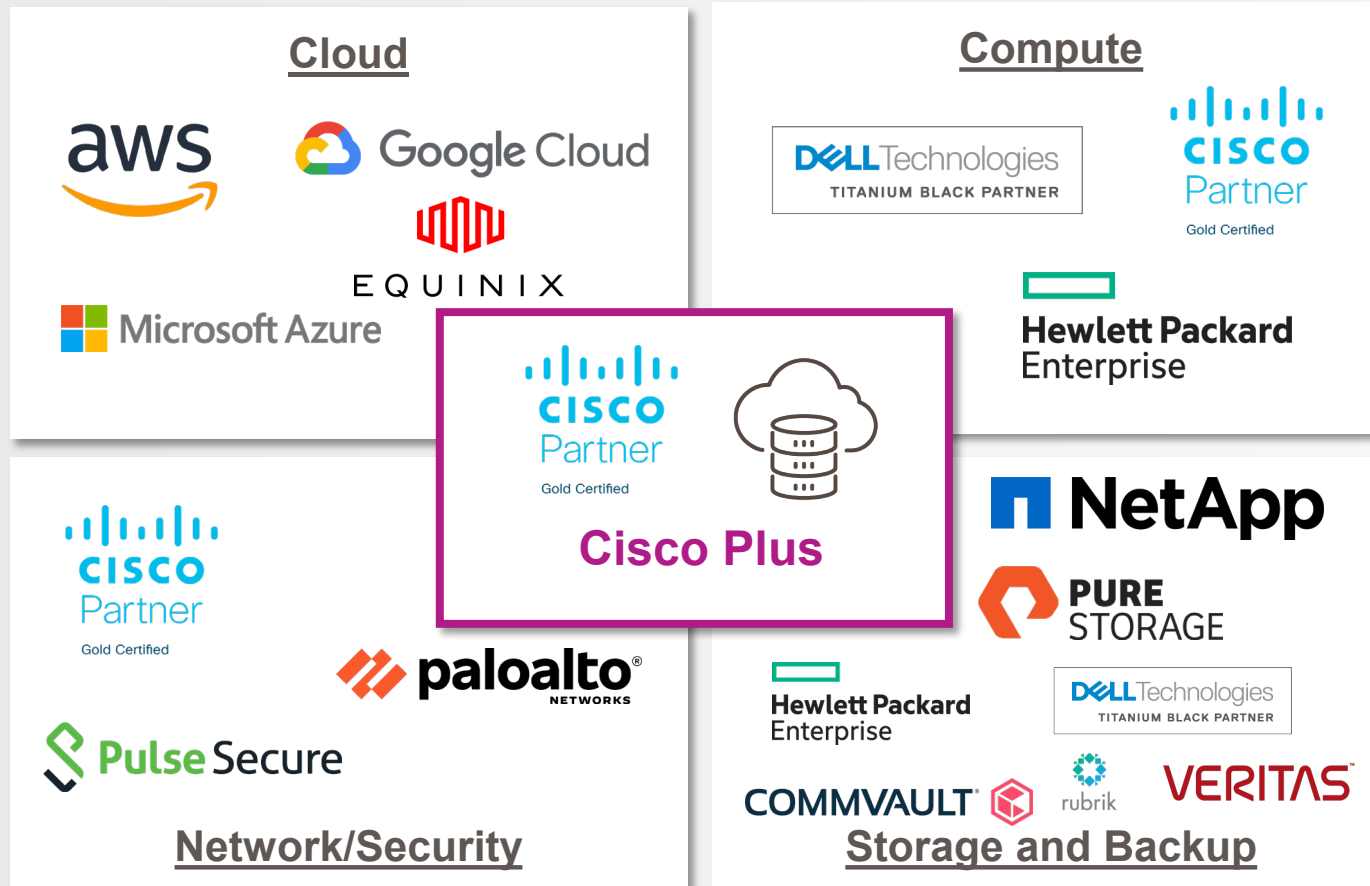 Cloud
aws
Google Cloud
EQUINIX
Microsoft Azure
Compute
DELLTechnologies
TITANIUM BLACK PARTNER
CISCO
Partner
Gold Certified
Hewlett Packard
Enterprise
CISCO
Partner
Gold Certified
Cisco Plus
CISCO
Partner
Gold Certified
paloalto®
NETWORKS
Pulse Secure
Network/Security
NetApp
PURE
STORAGE
Hewlett Packard
Enterprise
DELLTechnologies
TITANIUM BLACK PARTNER
COMMVAULT®
rubrik
VERITAS™
Storage and Backup